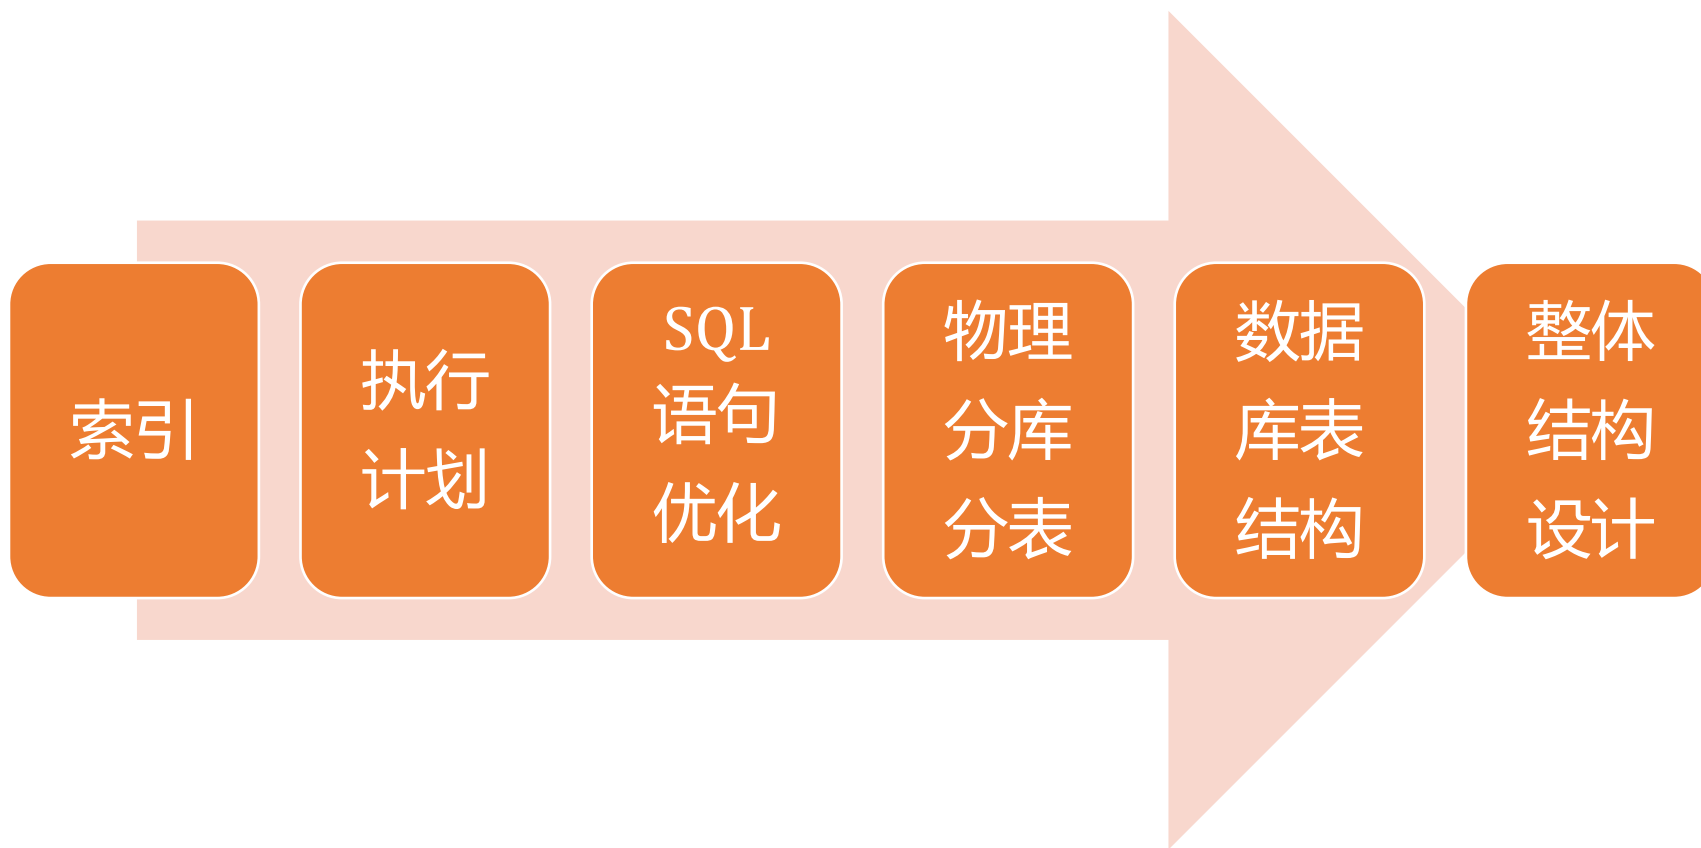 索引
执行
计划
SQL
语句
优化
物理
分库
分表
数据
库表
结构
整体
结构
设计